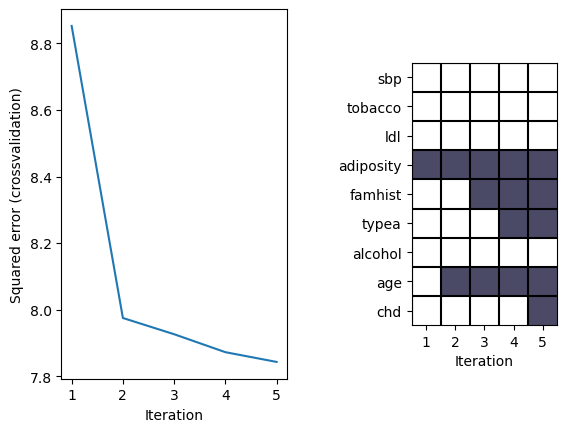 Squared error (crossvalidation)
8.8
8.6
8.4
8.2
8.0
7.8
1 2 3 4 5
Iteration
sbp
tobacco
ldl
adiposity
famhist
typea
alcohol
age
chd
1 2 3 4 5
Iteration